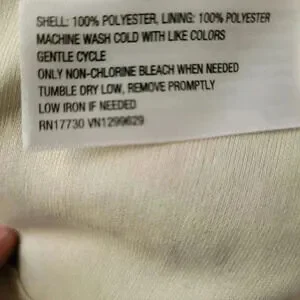 SHELL: 100% POLYESTER, LINING: 100% POLYESTER
MACHINE WASH COLD WITH LIKE COLORS
GENTLE CYCLE
ONLY NON-CHLORINE BLEACH WHEN NEEDED
TUMBLE DRY LOW, REMOVE PROMPTLY
LOW IRON IF NEEDED
RN17730 VN1299629